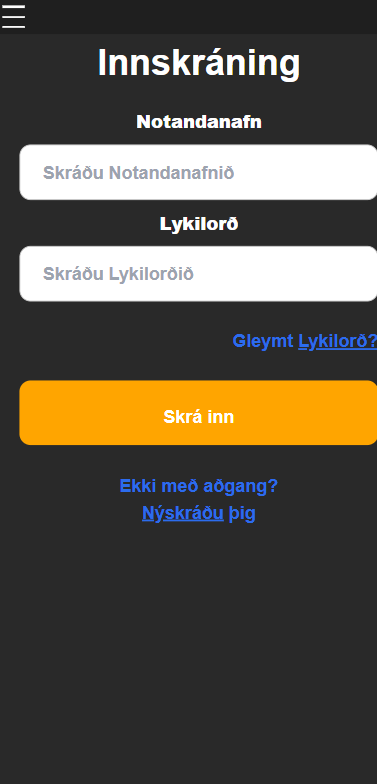 Innskráning
Notandanafn
Skráðu Notandanafnið
Lykilorð
Skráðu Lykilorðið
Gleymt Lykilorð?
Skrá inn
Ekki með aðgang?
Nýskráðu þig